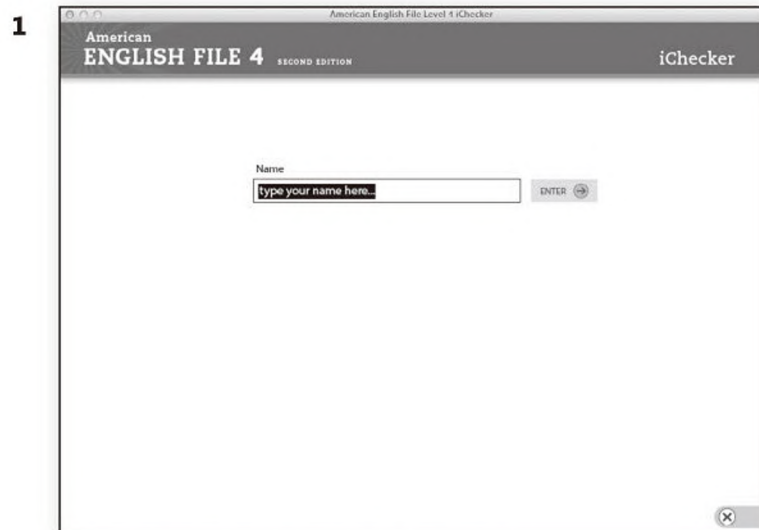 1
American English File Level 4 iChecker
American
ENGLISH FILE 4 SECOND EDITION
iChecker
Name
type your name here...
ENTER